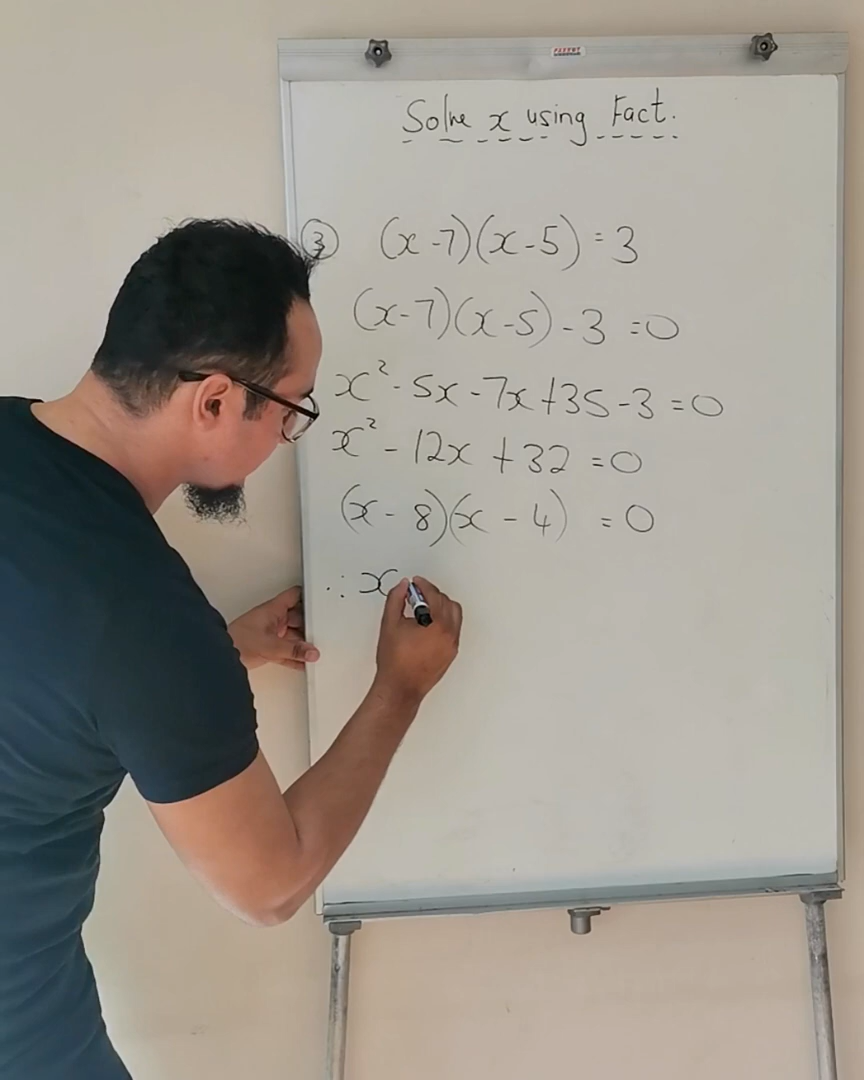 Solve x using Fact.
③ (x-7)(x-5) = 3
(x-7)(x-5) - 3 = 0
x² - 5x - 7x + 35 - 3 = 0
x² - 12x + 32 = 0
(x - 8)(x - 4) = 0
∴ x